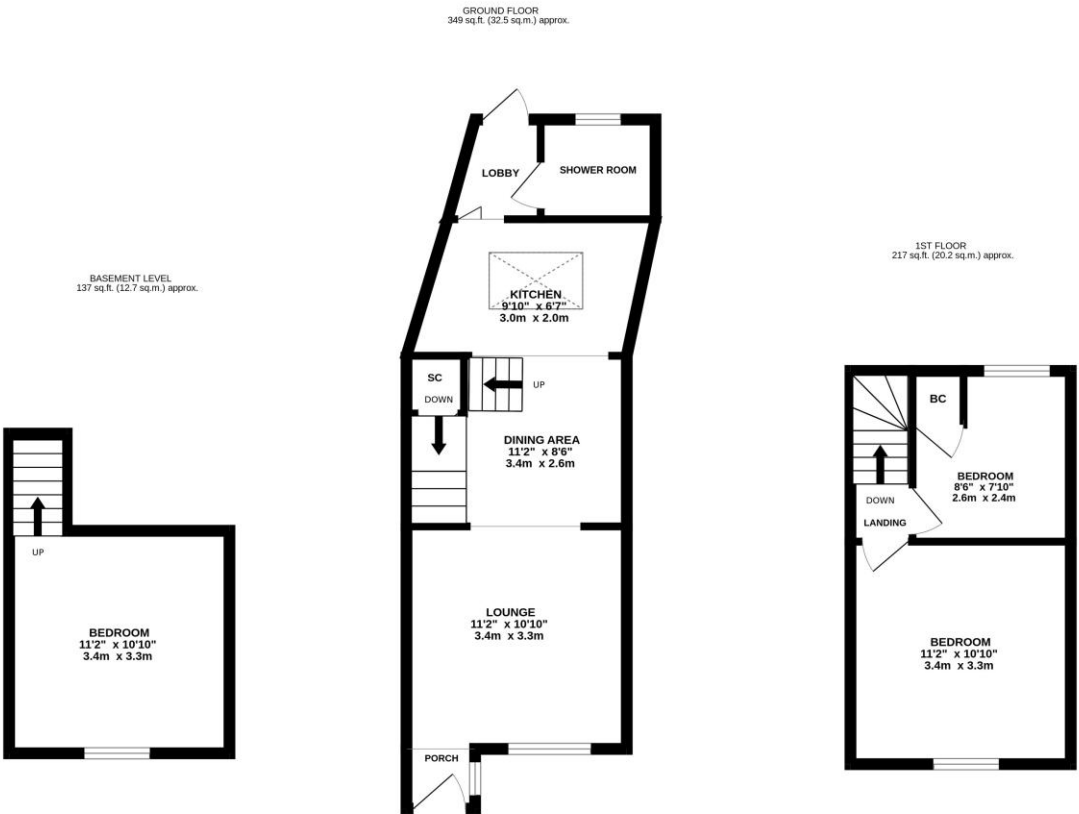 GROUND FLOOR
349 sq.ft. (32.5 sq.m.) approx.
LOBBY
SHOWER ROOM
KITCHEN
9'10" x 6'7"
3.0m x 2.0m
SC
DOWN
UP
DINING AREA
11'2" x 8'6"
3.4m x 2.6m
LOUNGE
11'2" x 10'10"
3.4m x 3.3m
PORCH
BASEMENT LEVEL
137 sq.ft. (12.7 sq.m.) approx.
UP
BEDROOM
11'2" x 10'10"
3.4m x 3.3m
1ST FLOOR
217 sq.ft. (20.2 sq.m.) approx.
BC
BEDROOM
8'6" x 7'10"
2.6m x 2.4m
DOWN
LANDING
BEDROOM
11'2" x 10'10"
3.4m x 3.3m